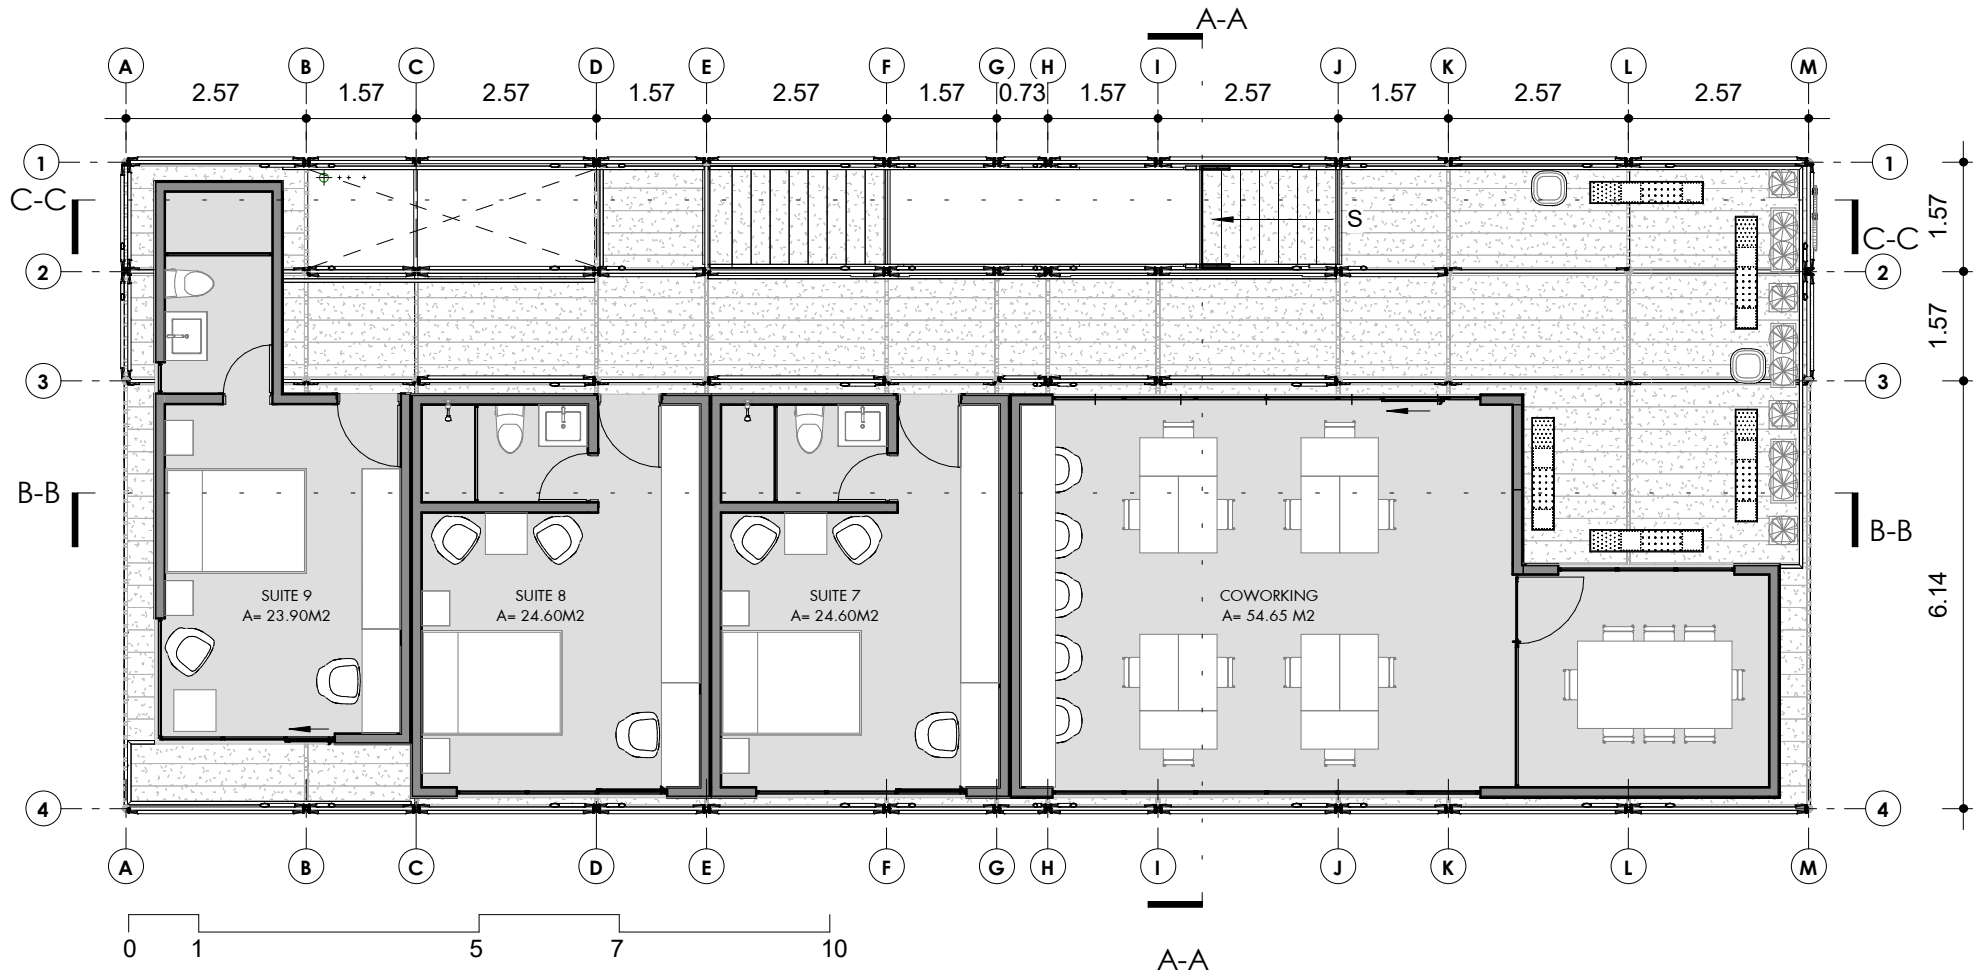 A-A
A B C D E F G H I J K L M
2.57 1.57 2.57 1.57 2.57 1.57 0.73 1.57 2.57 1.57 2.57 2.57
1 1
C-C C-C
S
1.57
2 2
1.57
3 3
B-B B-B
SUITE 9
A= 23.90M2
SUITE 8
A= 24.60M2
SUITE 7
A= 24.60M2
COWORKING
A= 54.65 M2
6.14
4 4
A B C D E F G H I J K L M
0 1 5 7 10
A-A